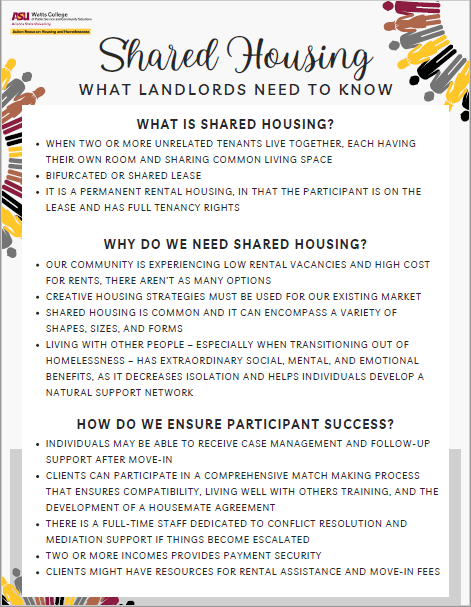 ASU Watts College
of Public Service and Community Solutions
Arizona State University
Action Nexus on Housing and Homelessness
Shared Housing
WHAT LANDLORDS NEED TO KNOW
WHAT IS SHARED HOUSING?
• WHEN TWO OR MORE UNRELATED TENANTS LIVE TOGETHER, EACH HAVING
THEIR OWN ROOM AND SHARING COMMON LIVING SPACE
• BIFURCATED OR SHARED LEASE
• IT IS A PERMANENT RENTAL HOUSING, IN THAT THE PARTICIPANT IS ON THE
LEASE AND HAS FULL TENANCY RIGHTS
WHY DO WE NEED SHARED HOUSING?
• OUR COMMUNITY IS EXPERIENCING LOW RENTAL VACANCIES AND HIGH COST
FOR RENTS, THERE AREN'T AS MANY OPTIONS
• CREATIVE HOUSING STRATEGIES MUST BE USED FOR OUR EXISTING MARKET
• SHARED HOUSING IS COMMON AND IT CAN ENCOMPASS A VARIETY OF
SHAPES, SIZES, AND FORMS
• LIVING WITH OTHER PEOPLE – ESPECIALLY WHEN TRANSITIONING OUT OF
HOMELESSNESS – HAS EXTRAORDINARY SOCIAL, MENTAL, AND EMOTIONAL
BENEFITS, AS IT DECREASES ISOLATION AND HELPS INDIVIDUALS DEVELOP A
NATURAL SUPPORT NETWORK
HOW DO WE ENSURE PARTICIPANT SUCCESS?
• INDIVIDUALS MAY BE ABLE TO RECEIVE CASE MANAGEMENT AND FOLLOW-UP
SUPPORT AFTER MOVE-IN
• CLIENTS CAN PARTICIPATE IN A COMPREHENSIVE MATCH MAKING PROCESS
THAT ENSURES COMPATIBILITY, LIVING WELL WITH OTHERS TRAINING, AND THE
DEVELOPMENT OF A HOUSEMATE AGREEMENT
• THERE IS A FULL-TIME STAFF DEDICATED TO CONFLICT RESOLUTION AND
MEDIATION SUPPORT IF THINGS BECOME ESCALATED
• TWO OR MORE INCOMES PROVIDES PAYMENT SECURITY
• CLIENTS MIGHT HAVE RESOURCES FOR RENTAL ASSISTANCE AND MOVE-IN FEES